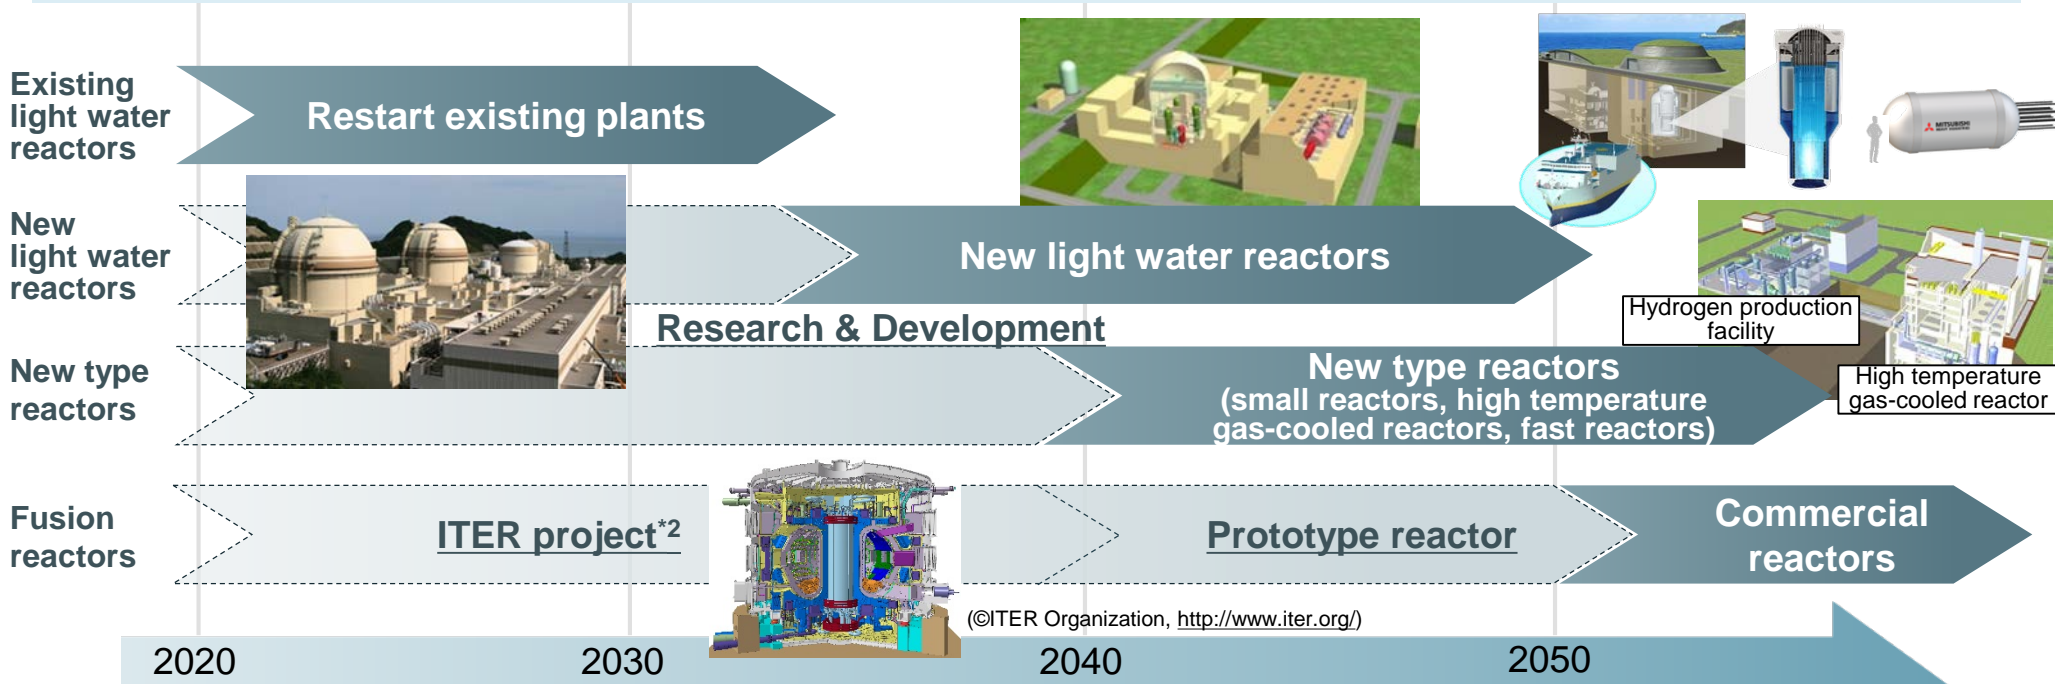 Existing
light water
reactors
Restart existing plants
MITSUBISHI
New
light water
reactors
New light water reactors
Hydrogen production
facility
Research & Development
New type
reactors
New type reactors
(small reactors, high temperature
gas-cooled reactors, fast reactors)
High temperature
gas-cooled reactor
Fusion
reactors
ITER project*2
Prototype reactor
Commercial
reactors
(©ITER Organization, http://www.iter.org/)
2020
2030
2040
2050